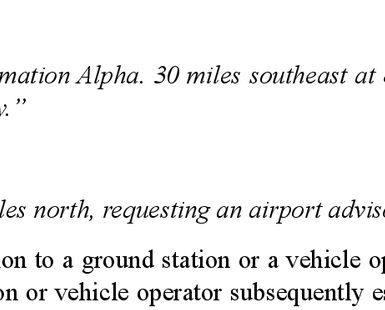 mation Alpha. 30 miles southeast at
.”
les north, requesting an airport advis
on to a ground station or a vehicle op
on or vehicle operator subsequently es